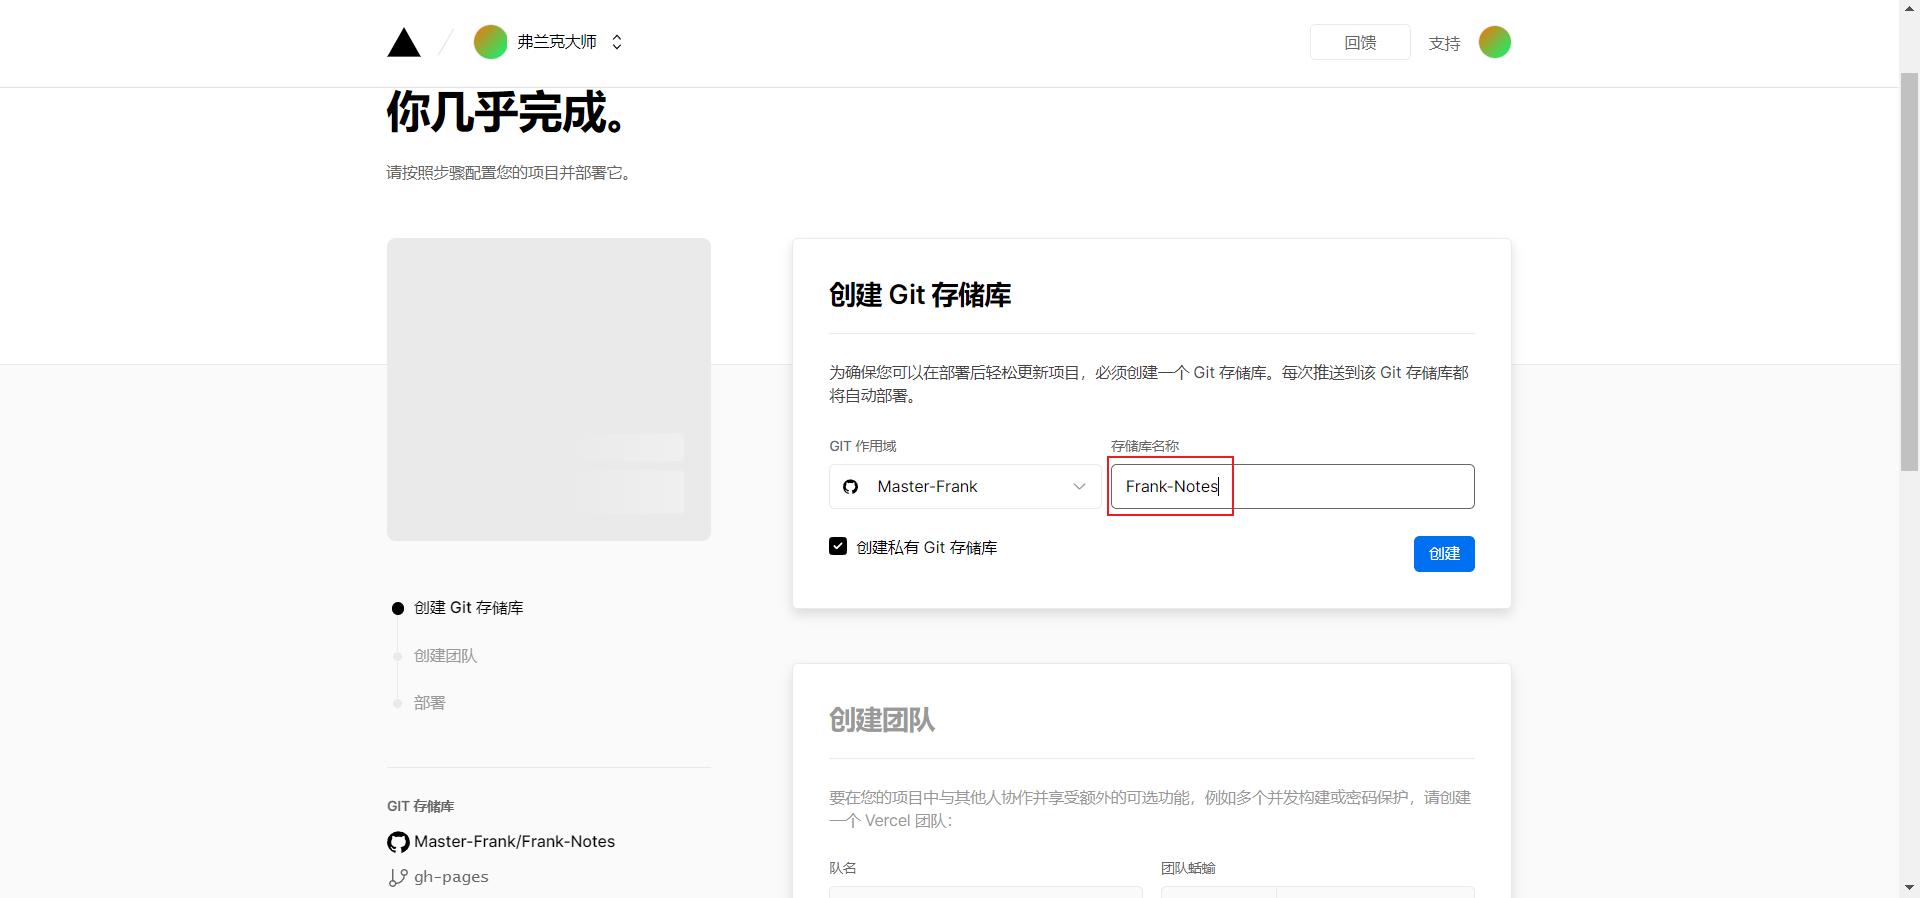 弗兰克大师
回馈
支持
你几乎完成。
请按照步骤配置您的项目并部署它。
创建 Git 存储库
为确保您可以在部署后轻松更新项目，必须创建一个 Git 存储库。每次推送到该 Git 存储库都
将自动部署。
GIT 作用域
存储库名称
Master-Frank
Frank-Notes
创建私有 Git 存储库
创建
创建 Git 存储库
创建团队
部署
GIT 存储库
Master-Frank/Frank-Notes
gh-pages
创建团队
要在您的项目中与其他人协作并享受额外的可选功能，例如多个并发构建或密码保护，请创建
一个 Vercel 团队：
队名
团队蛞蝓